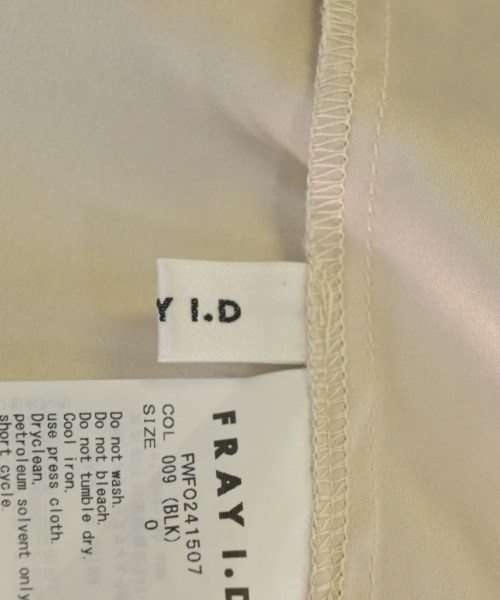 FRAY I.D
FWFO241507
COL 009 (BLK)
SIZE 0
Do not wash.
Do not bleach.
Do not tumble dry.
Cool iron.
use press cloth.
Dryclean,
petroleum solvent only
short cycle.